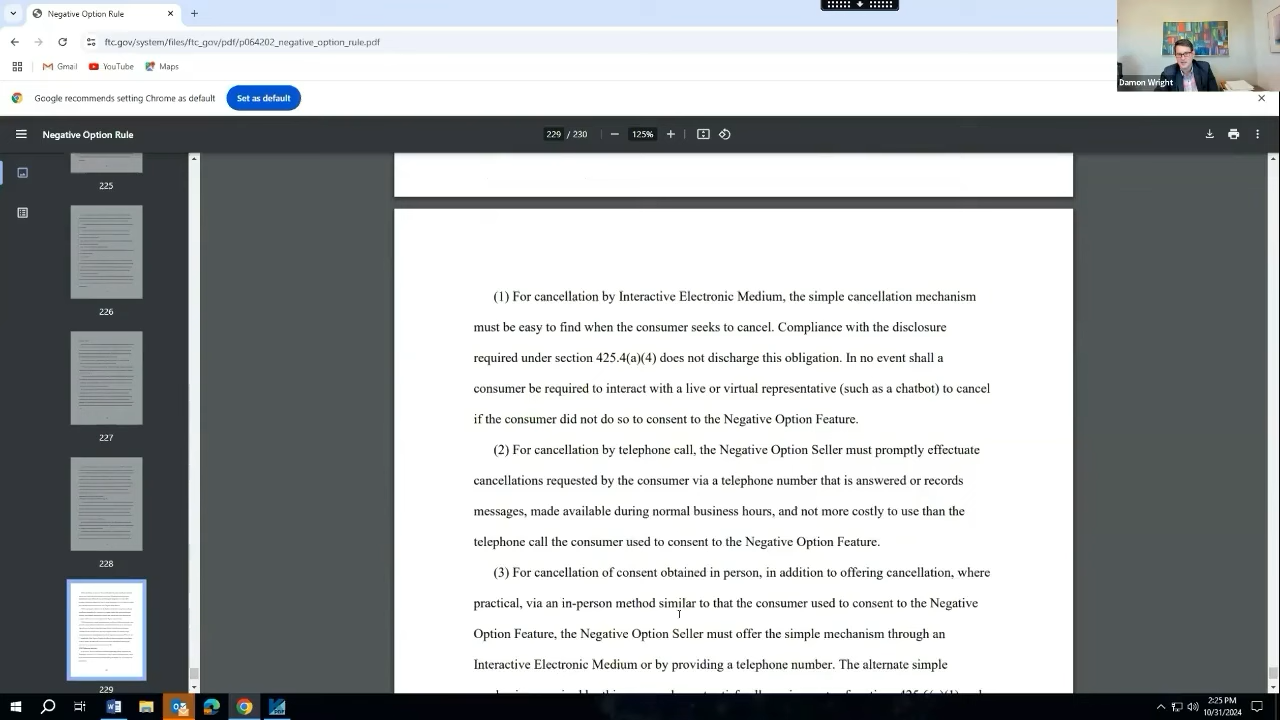 Negative Option Rule
ftc.gov/system/files/ftc_gov/pdf/p064202_negative_option_rule.pdf
Gmail
YouTube
Maps
Google recommends setting Chrome as default
Set as default
Damon Wright
Negative Option Rule
229 / 230
125%
225
226
227
228
229
(1) For cancellation by Interactive Electronic Medium, the simple cancellation mechanism
must be easy to find when the consumer seeks to cancel. Compliance with the disclosure
required under section 425.4(a)(4) does not discharge this obligation. In no event shall a
consumer be required to interact with a live or virtual representative (such as a chatbot) to cancel
if the consumer did not do so to consent to the Negative Option Feature.
(2) For cancellation by telephone call, the Negative Option Seller must promptly effectuate
cancellations requested by the consumer via a telephone number that is answered or records
messages, made available during normal business hours, and not more costly to use than the
telephone call the consumer used to consent to the Negative Option Feature.
(3) For cancellation of consent obtained in person, in addition to offering cancellation, where
practical, via an in-person method similar to that the consumer used to consent to the Negative
Option Feature, the Negative Option Seller must offer the simple mechanism through an
Interactive Electronic Medium or by providing a telephone number. The alternate simple
2:25 PM
10/31/2024